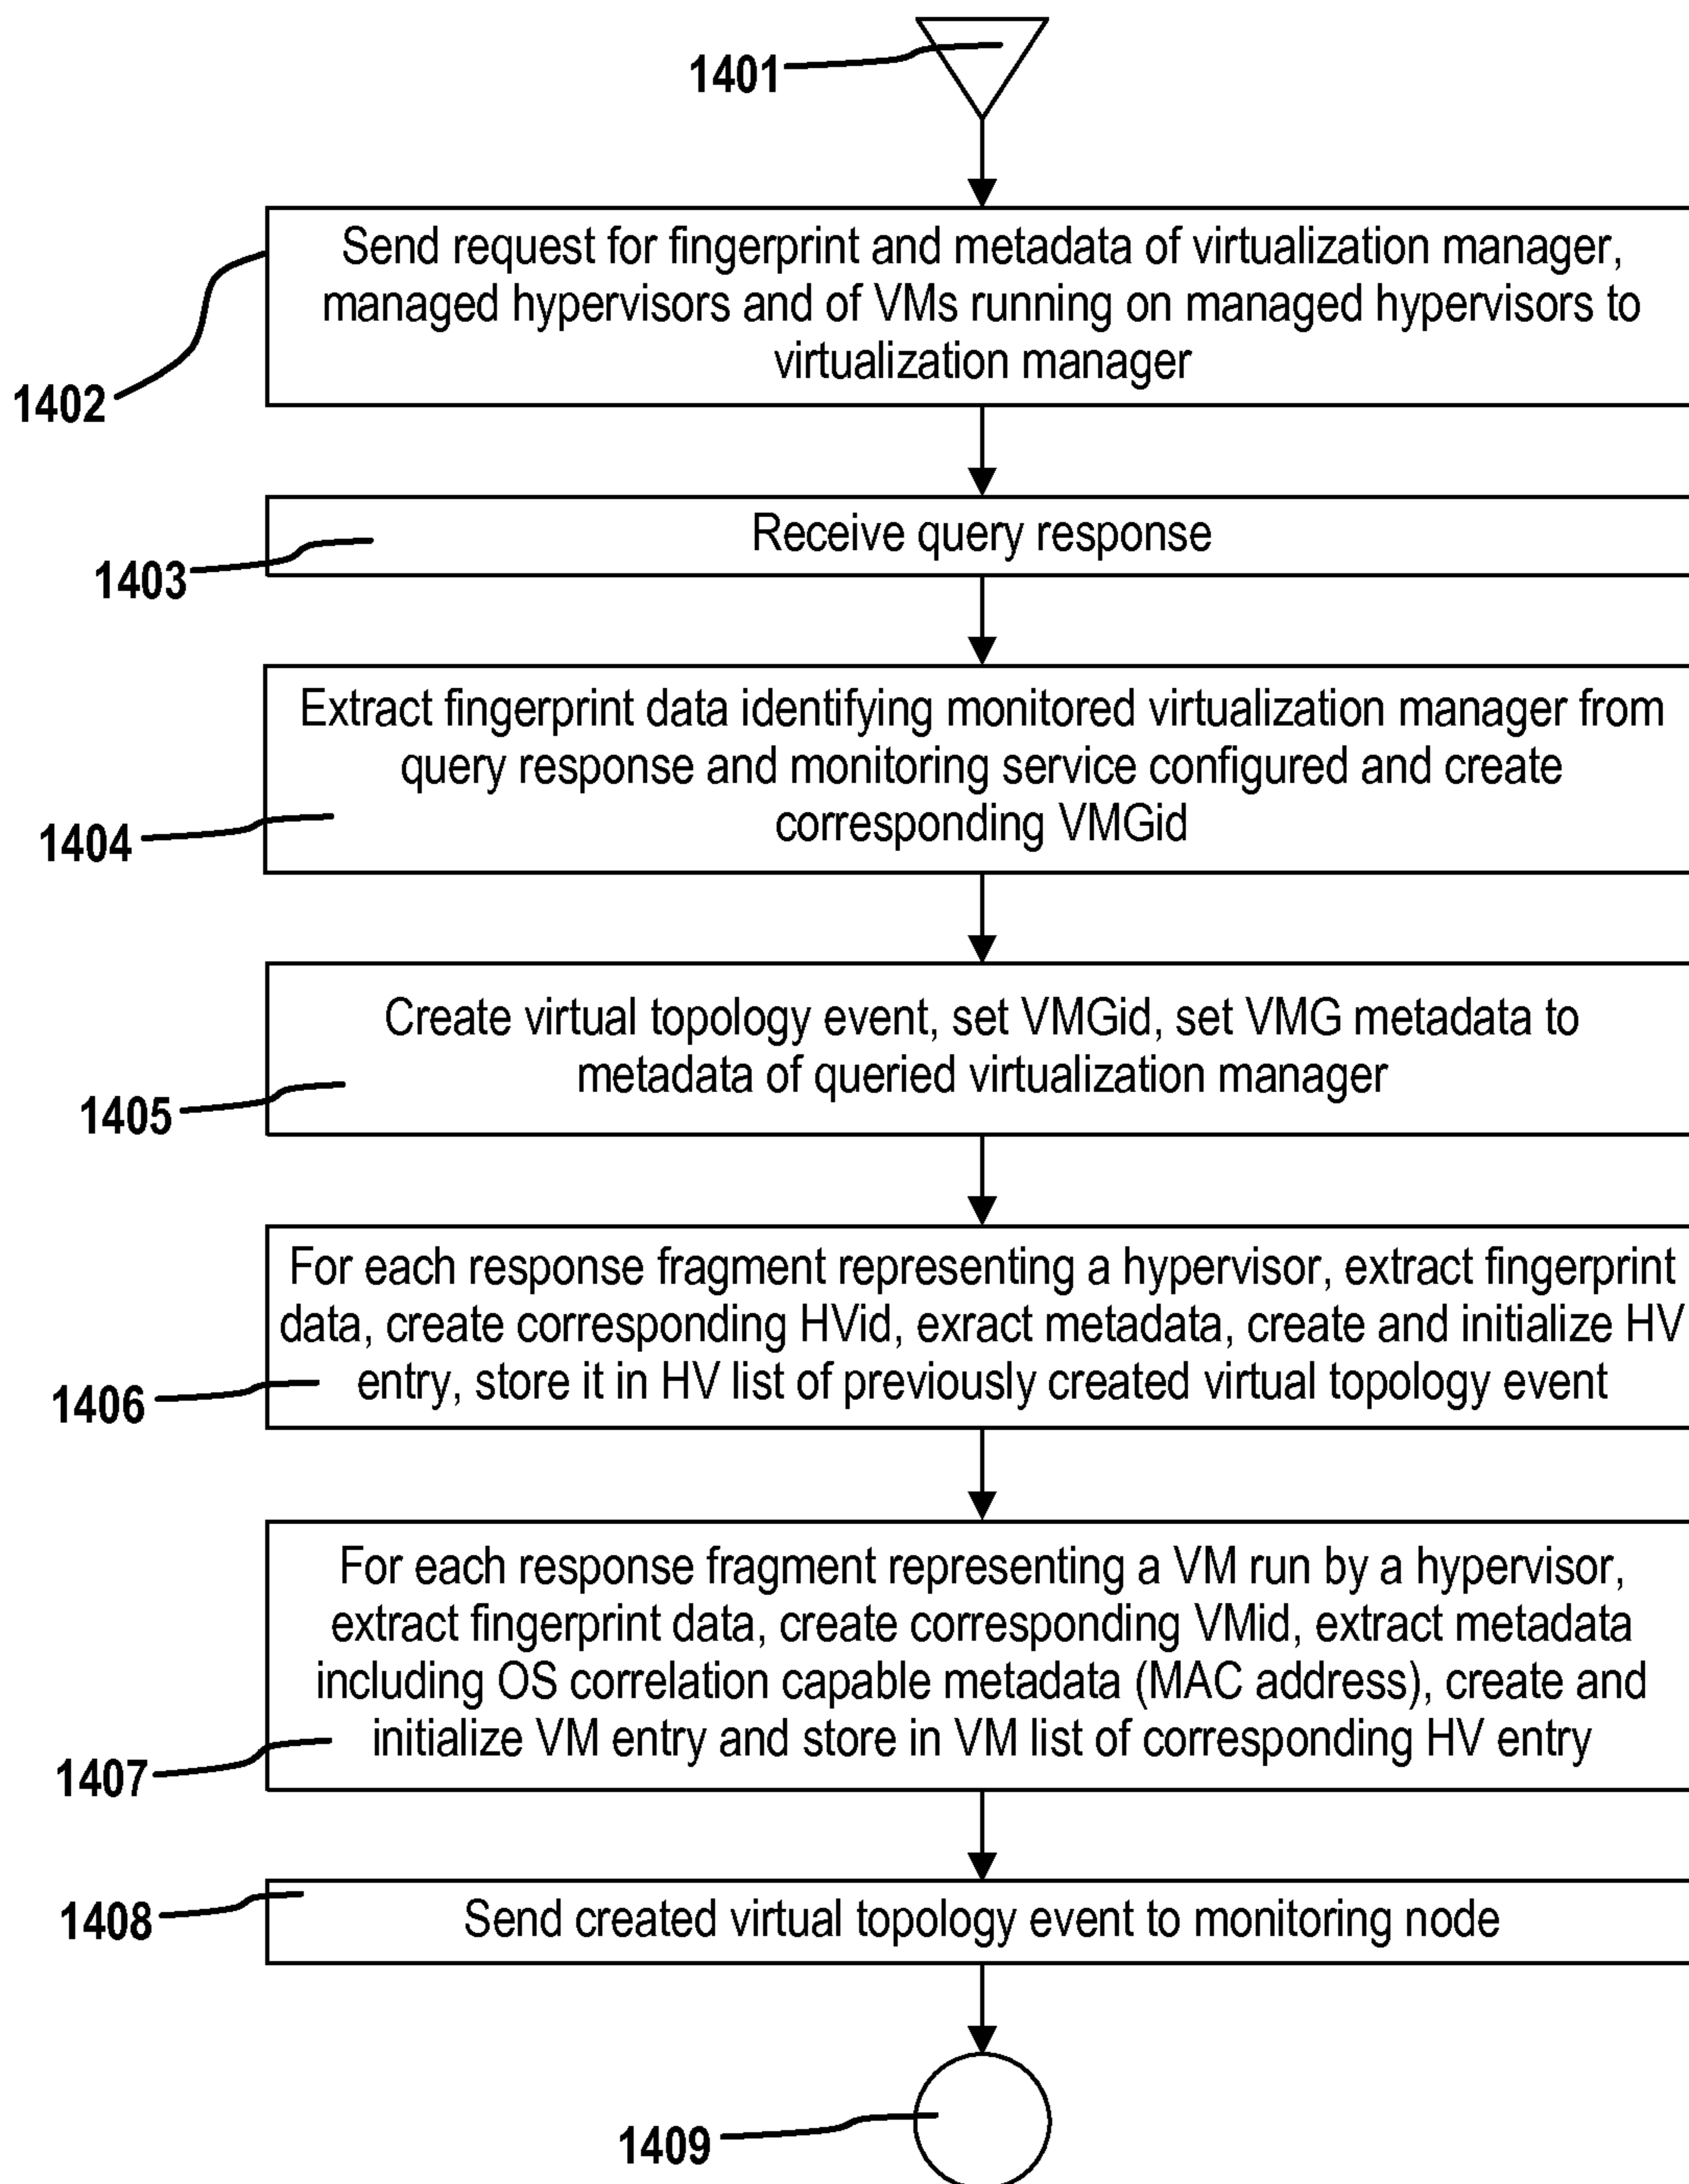 1401
Send request for fingerprint and metadata of virtualization manager,
managed hypervisors and of VMs running on managed hypervisors to
virtualization manager
1402
Receive query response
1403
Extract fingerprint data identifying monitored virtualization manager from
query response and monitoring service configured and create
corresponding VMGid
1404
Create virtual topology event, set VMGid, set VMG metadata to
metadata of queried virtualization manager
1405
For each response fragment representing a hypervisor, extract fingerprint
data, create corresponding HVid, exract metadata, create and initialize HV
entry, store it in HV list of previously created virtual topology event
1406
For each response fragment representing a VM run by a hypervisor,
extract fingerprint data, create corresponding VMid, extract metadata
including OS correlation capable metadata (MAC address), create and
initialize VM entry and store in VM list of corresponding HV entry
1407
1408
Send created virtual topology event to monitoring node
1409